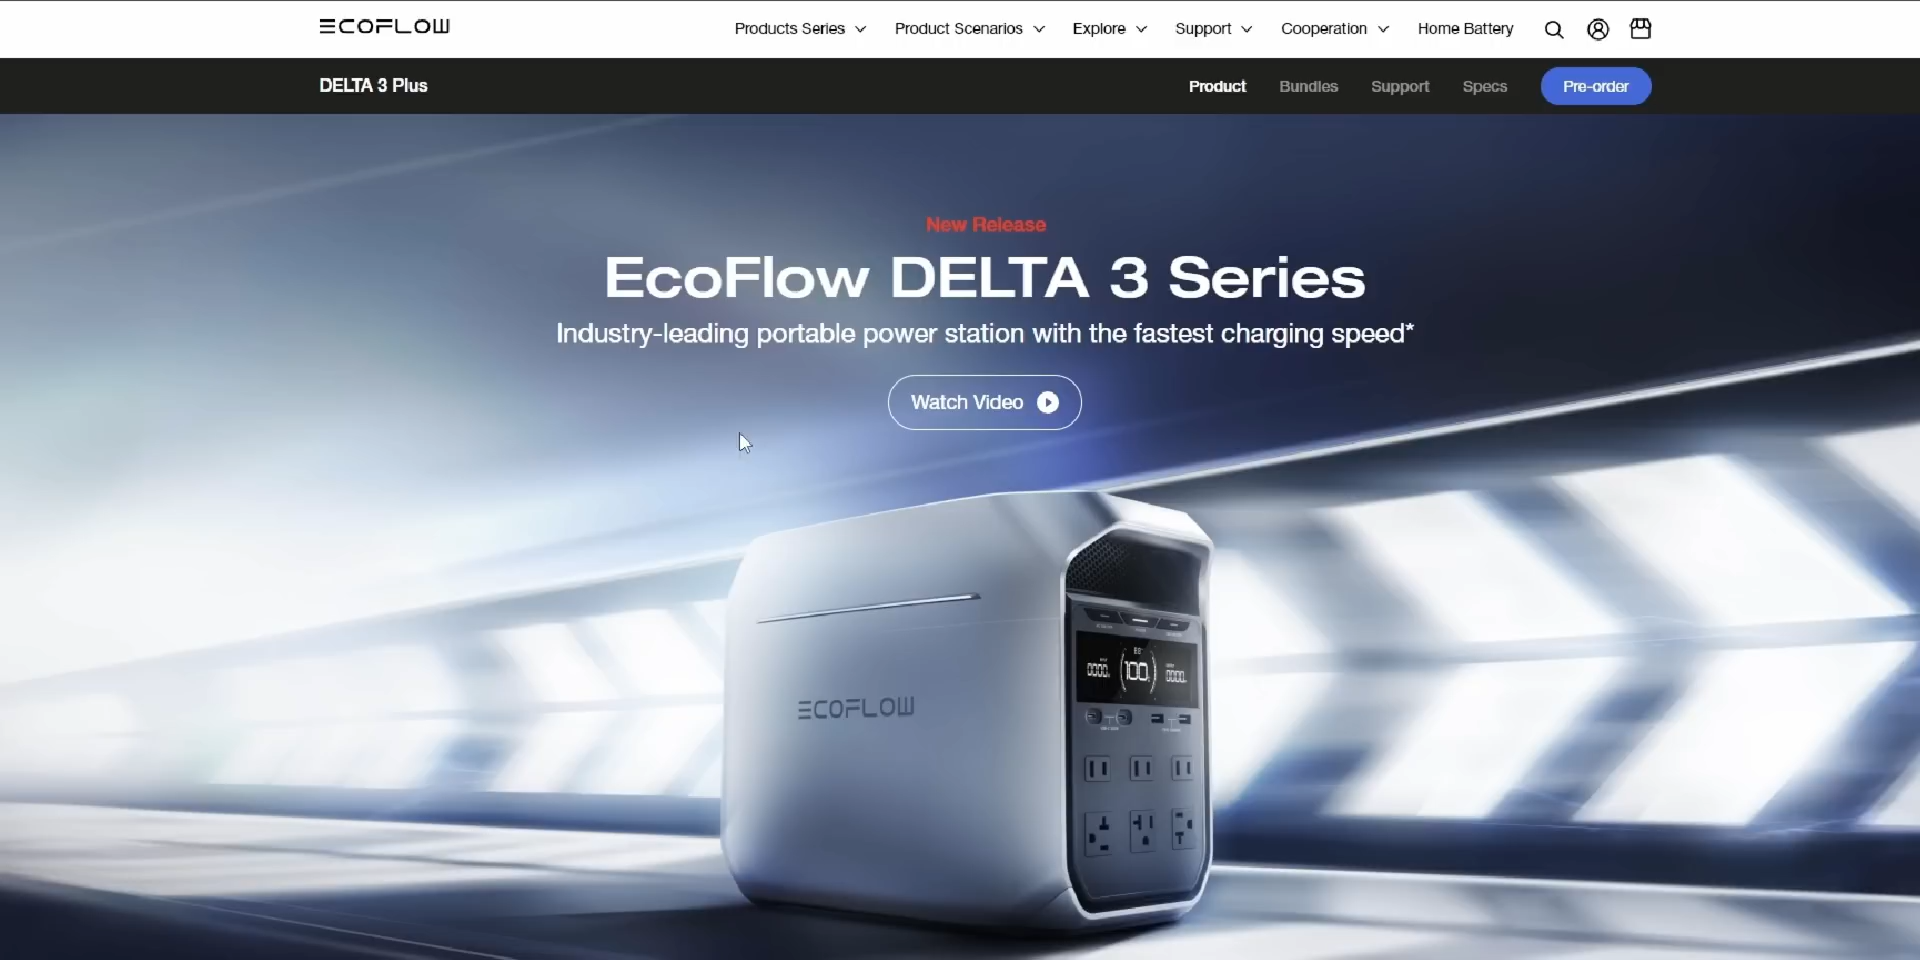 ECOFLOW
Products Series
Product Scenarios
Explore
Support
Cooperation
Home Battery
DELTA 3 Plus
Product
Bundles
Support
Specs
Pre-order
New Release
EcoFlow DELTA 3 Series
Industry-leading portable power station with the fastest charging speed*
Watch Video
100
ECOFLOW